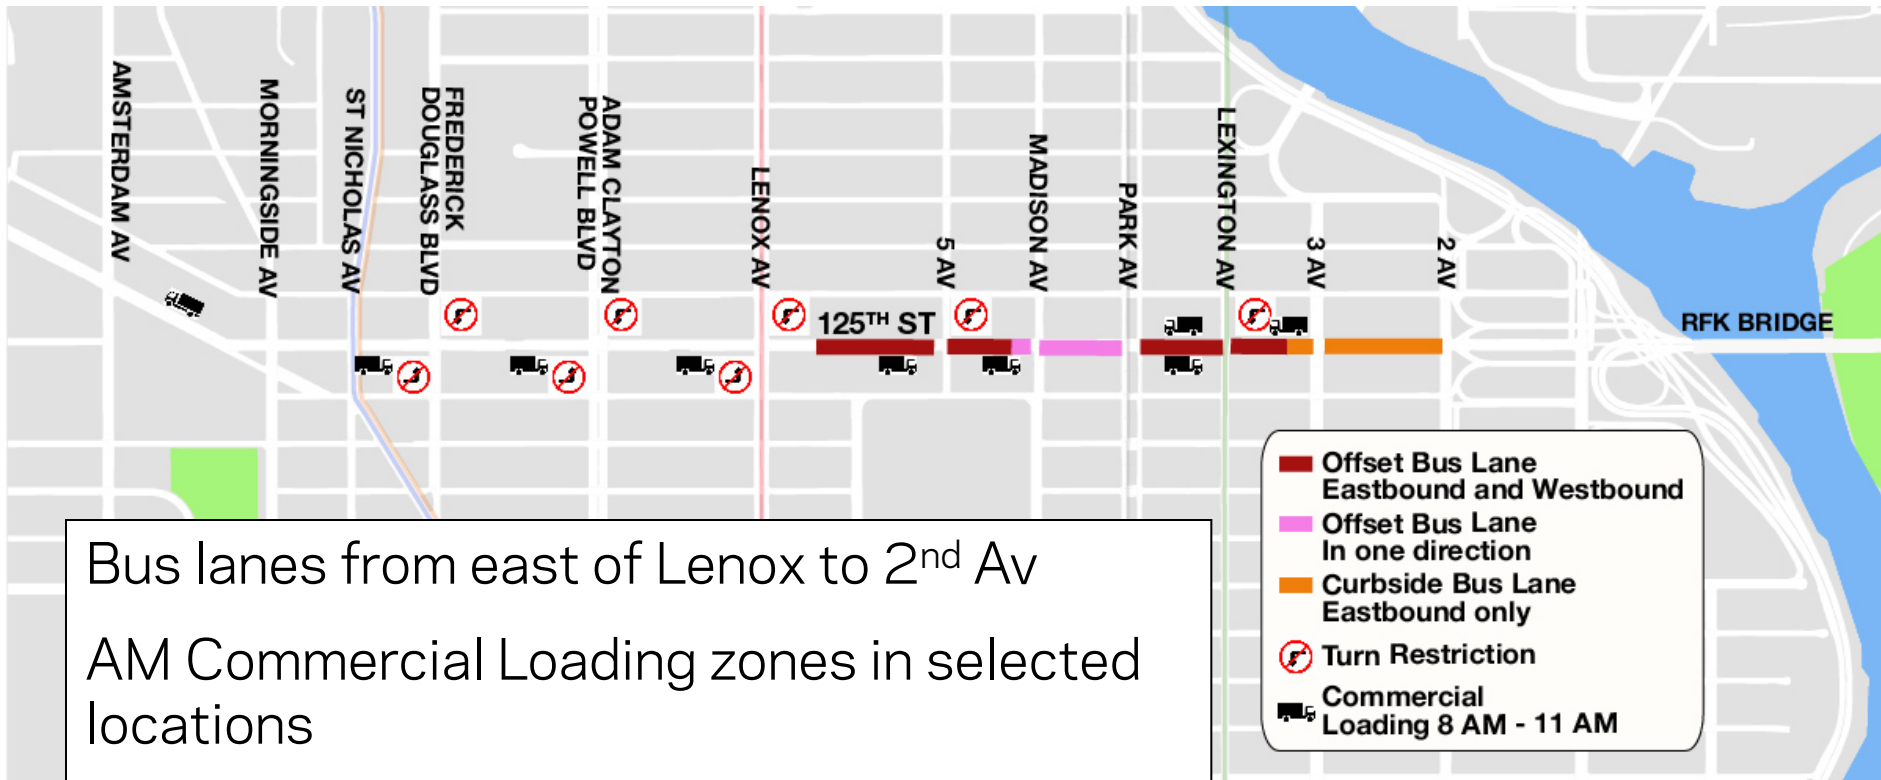 AMSTERDAM AV
MORNINGSIDE AV
ST NICHOLAS AV
FREDERICK
DOUGLASS BLVD
ADAM CLAYTON
POWELL BLVD
LENOX AV
5 AV
MADISON AV
PARK AV
LEXINGTON AV
3 AV
2 AV
125TH ST
RFK BRIDGE
Offset Bus Lane
Eastbound and Westbound
Offset Bus Lane
In one direction
Curbside Bus Lane
Eastbound only
Turn Restriction
Commercial
Loading 8 AM - 11 AM
Bus lanes from east of Lenox to 2nd Av
AM Commercial Loading zones in selected
locations